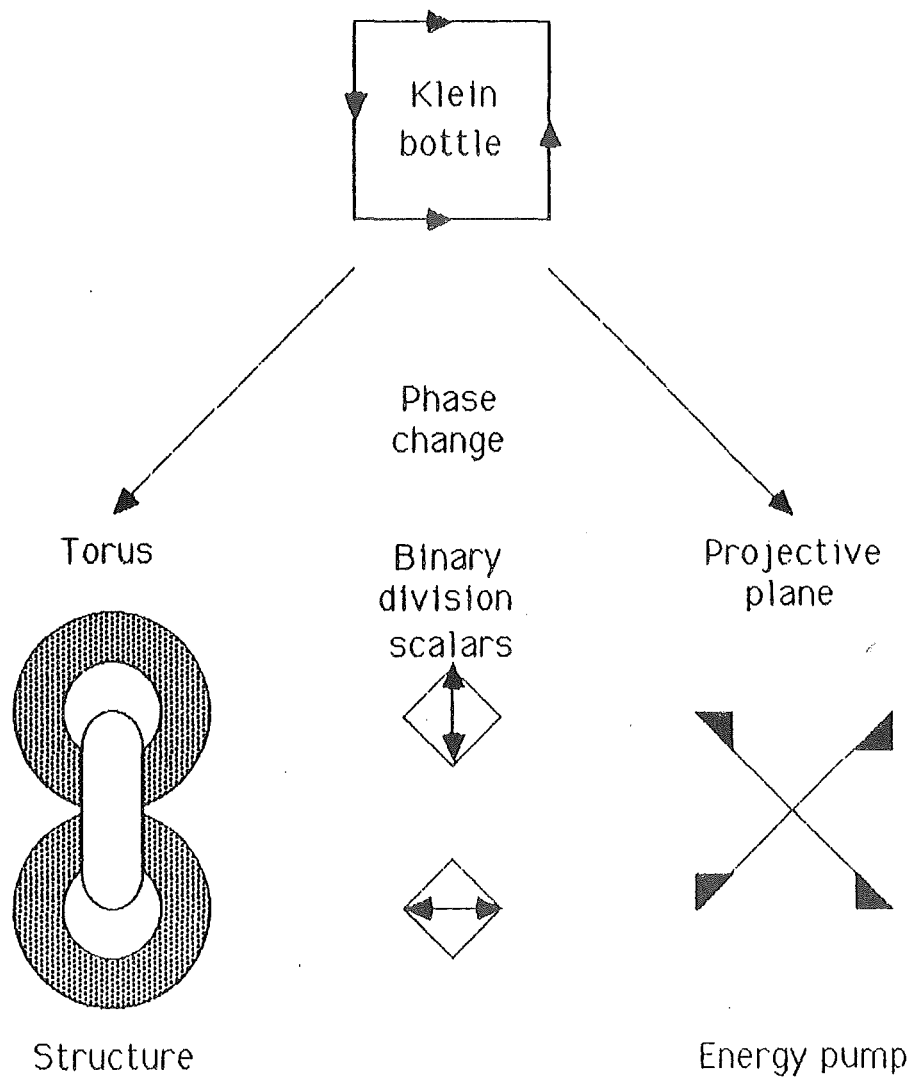 Klein
bottle
Phase
change
Torus
Binary
division
scalars
Projective
plane
Structure
Energy pump